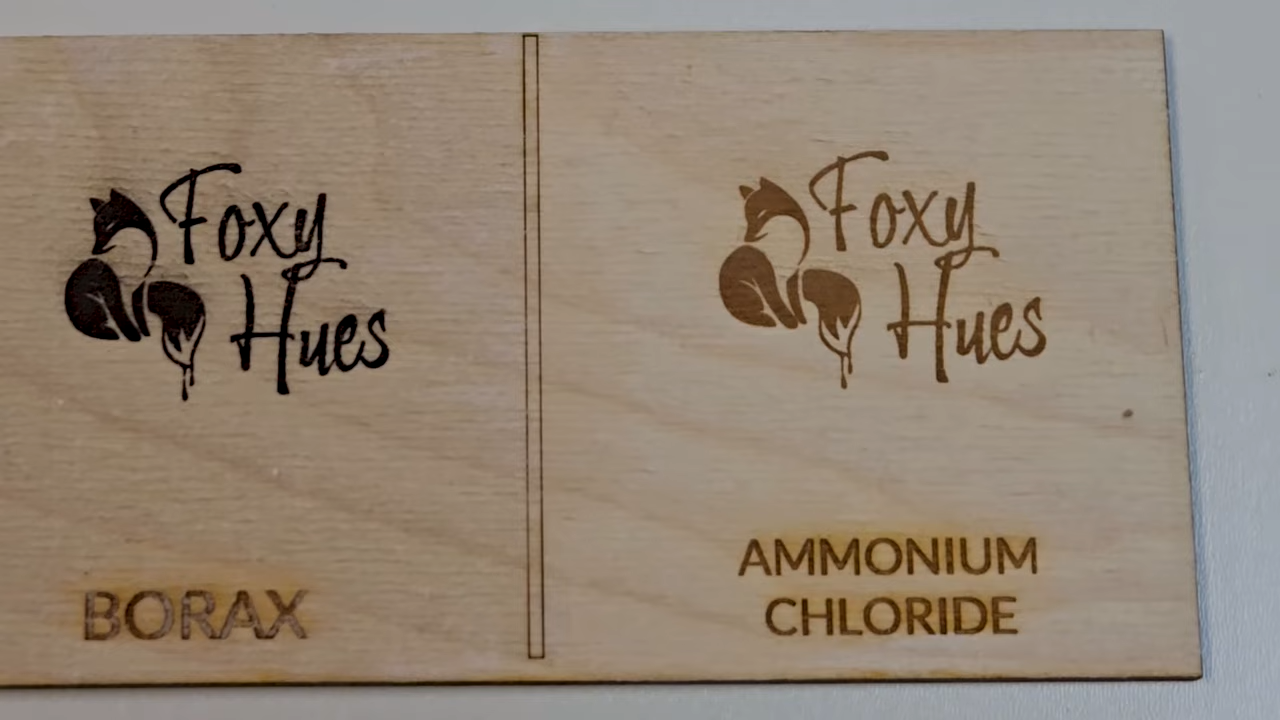 Foxy
Hues
BORAX
Foxy
Hues
AMMONIUM
CHLORIDE